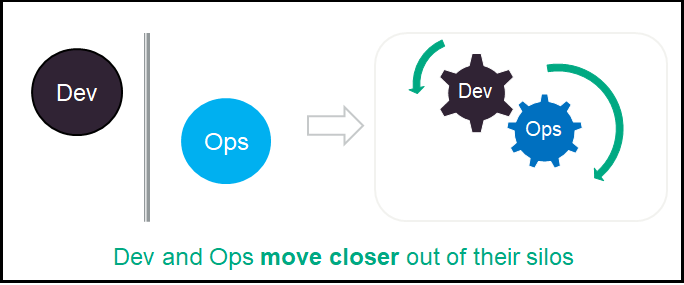 Dev
Ops
Dev
Ops
Dev and Ops move closer out of their silos